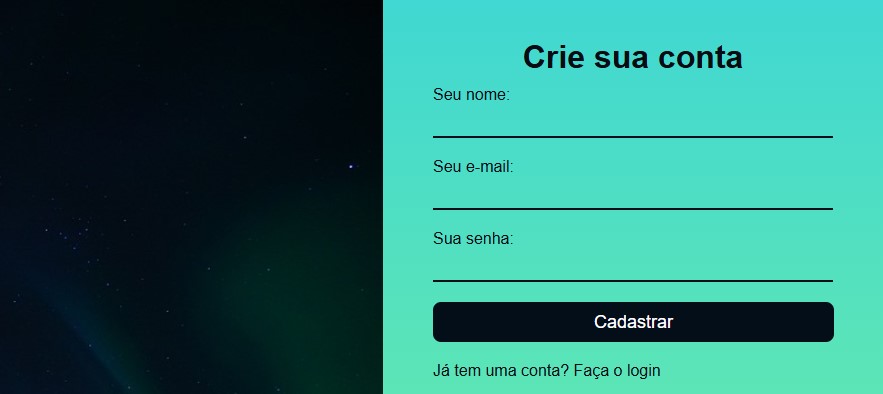 Crie sua conta
Seu nome:
Seu e-mail:
Sua senha:
Cadastrar
Já tem uma conta? Faça o login